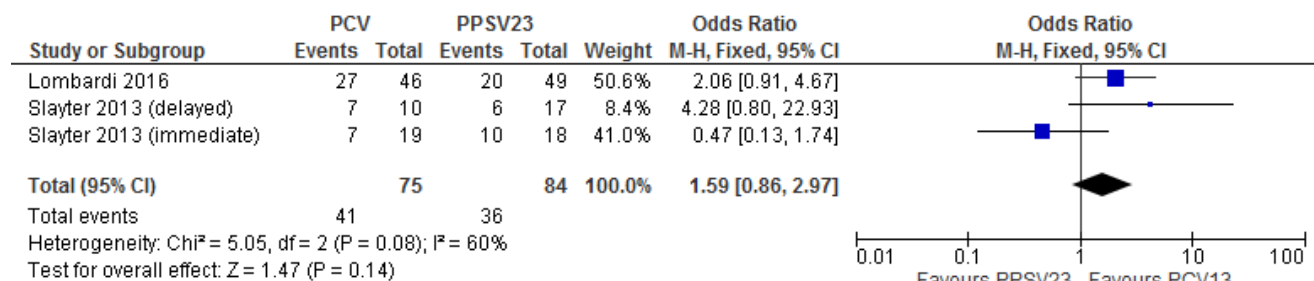 PCV PPSV23 Odds Ratio Odds Ratio
Study or Subgroup Events Total Events Total Weight M-H, Fixed, 95% CI M-H, Fixed, 95% CI
Lombardi 2016 27 46 20 49 50.6% 2.06 [0.91, 4.67]
Slayter 2013 (delayed) 7 10 6 17 8.4% 4.28 [0.80, 22.93]
Slayter 2013 (immediate) 7 19 10 18 41.0% 0.47 [0.13, 1.74]
Total (95% CI) 75 84 100.0% 1.59 [0.86, 2.97]
Total events 41 36
Heterogeneity: Chi² = 5.05, df = 2 (P = 0.08); I² = 60%
0.01 0.1 1 10 100
Test for overall effect: Z = 1.47 (P = 0.14)
Favours PPSV23 Favours PCV13